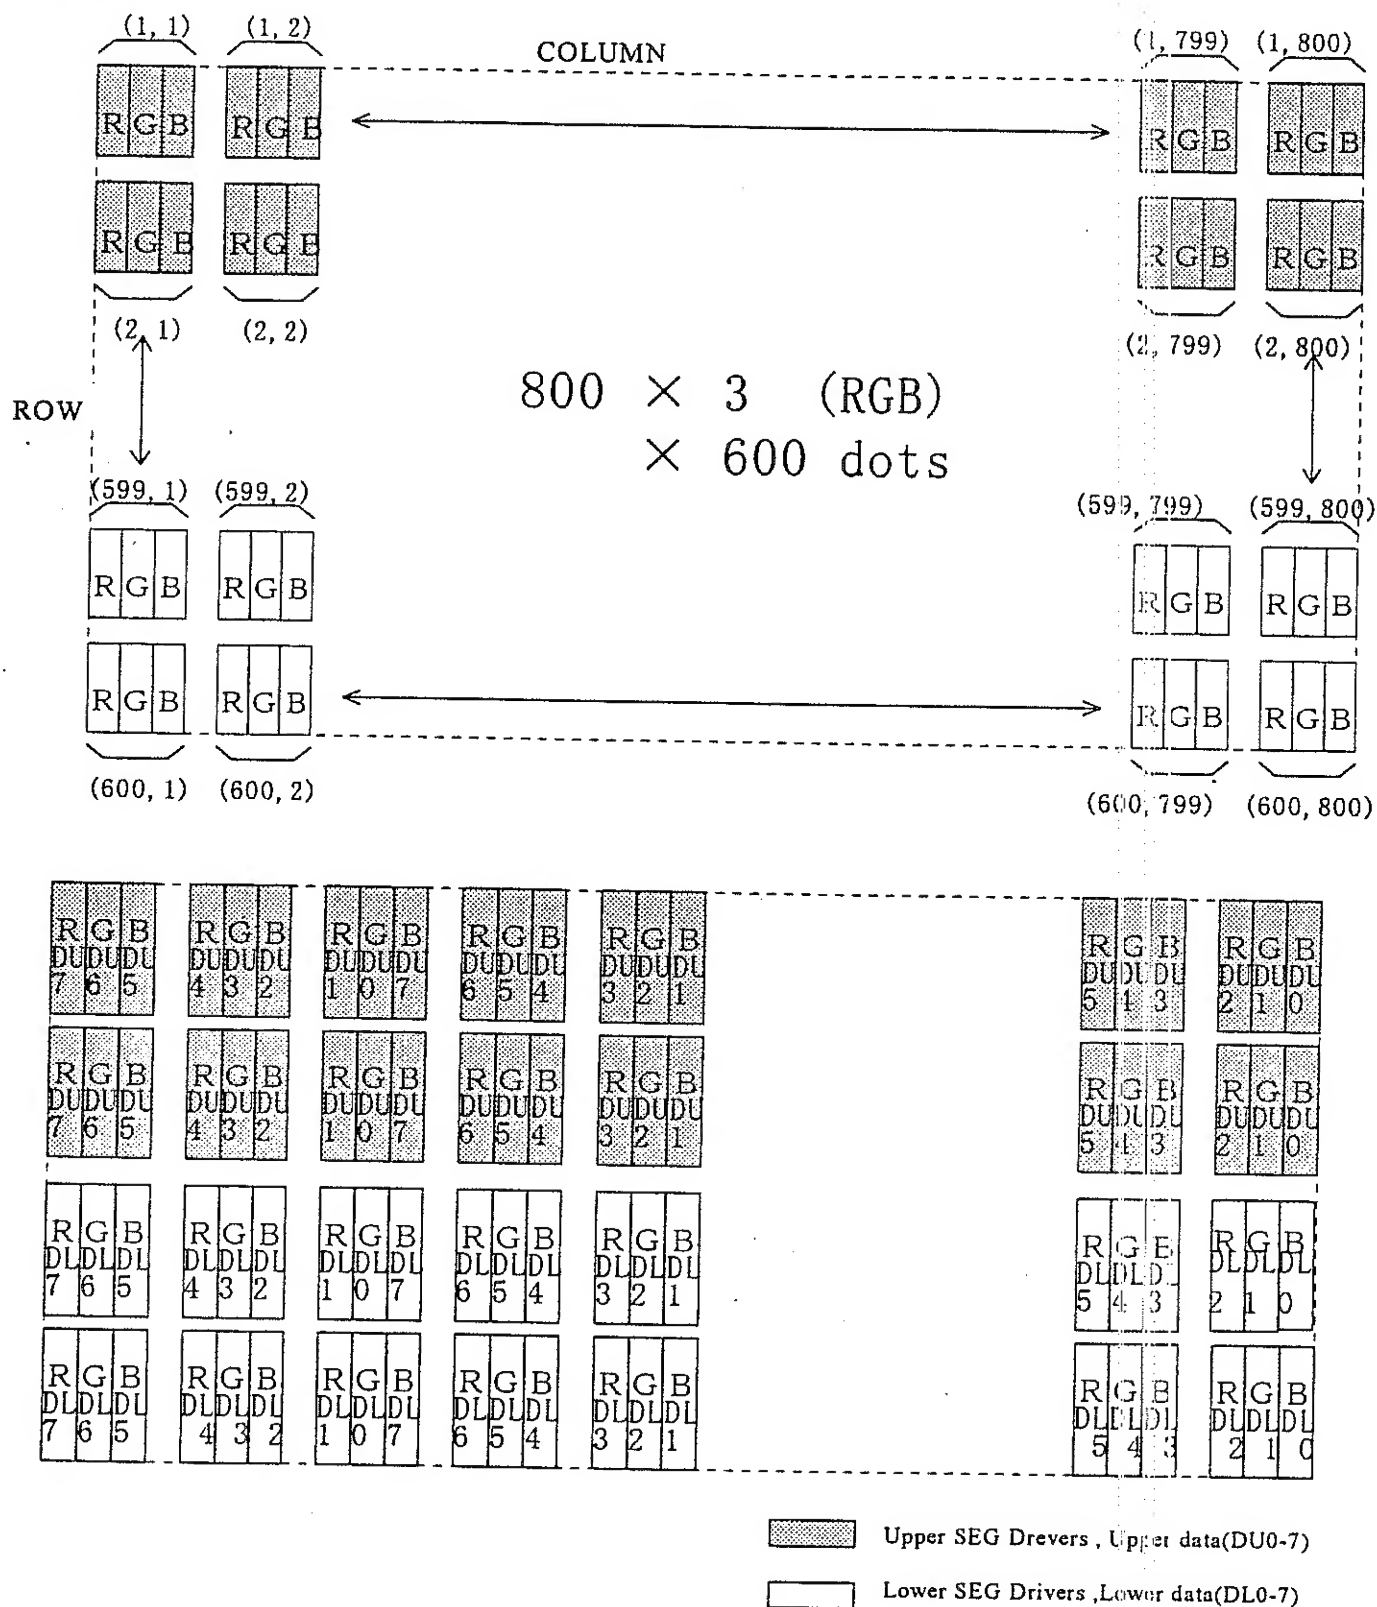 (1, 1) (1, 2) (1, 799) (1, 800)
COLUMN
R G B R G B R G B R G B
R G B R G B R G B R G B
(2, 1) (2, 2) (2, 799) (2, 800)
800 × 3 (RGB)
ROW
× 600 dots
(599, 1) (599, 2) (599, 799) (599, 800)
R G B R G B R G B R G B
R G B R G B R G B R G B
(600, 1) (600, 2) (600, 799) (600, 800)
R G B R G B R G B R G B R G B R G B R G B
DU DU DU DU DU DU DU DU DU DU DU DU DU DU DU DU DU DU DU DU DU
7 6 5 4 3 2 1 0 7 6 5 4 3 2 1 5 4 3 2 1 0
R G B R G B R G B R G B R G B R G B R G B
DU DU DU DU DU DU DU DU DU DU DU DU DU DU DU DU DU DU DU DU DU
7 6 5 4 3 2 1 0 7 6 5 4 3 2 1 5 4 3 2 1 0
R G B R G B R G B R G B R G B R G B R G B
DL DL DL DL DL DL DL DL DL DL DL DL DL DL DL DL DL DL DL DL DL
7 6 5 4 3 2 1 0 7 6 5 4 3 2 1 5 4 3 2 1 0
R G B R G B R G B R G B R G B R G B R G B
DL DL DL DL DL DL DL DL DL DL DL DL DL DL DL DL DL DL DL DL DL
7 6 5 4 3 2 1 0 7 6 5 4 3 2 1 5 4 3 2 1 0
Upper SEG Drevers , Upper data(DU0-7)
Lower SEG Drivers ,Lower data(DL0-7)